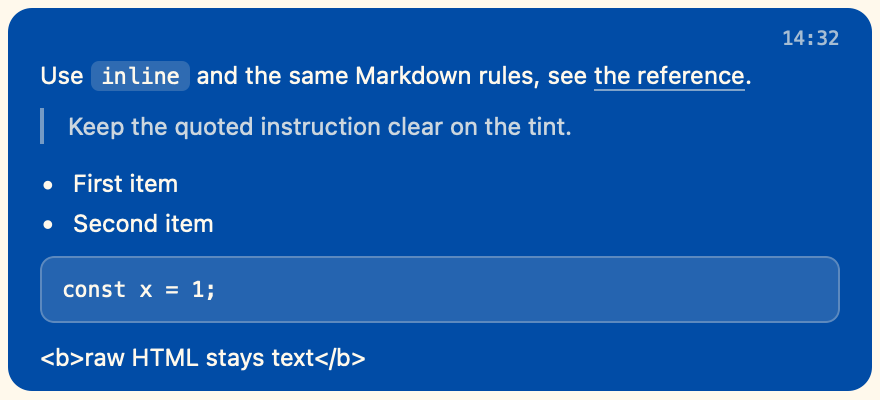 14:32
Use inline and the same Markdown rules, see the reference.
Keep the quoted instruction clear on the tint.
• First item
• Second item
const x = 1;
<b>raw HTML stays text</b>